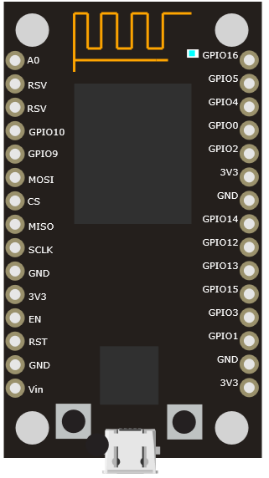 A0
RSV
RSV
GPIO10
GPIO9
MOSI
CS
MISO
SCLK
GND
3V3
EN
RST
GND
Vin
GPIO16
GPIO5
GPIO4
GPIO0
GPIO2
3V3
GND
GPIO14
GPIO12
GPIO13
GPIO15
GPIO3
GPIO1
GND
3V3